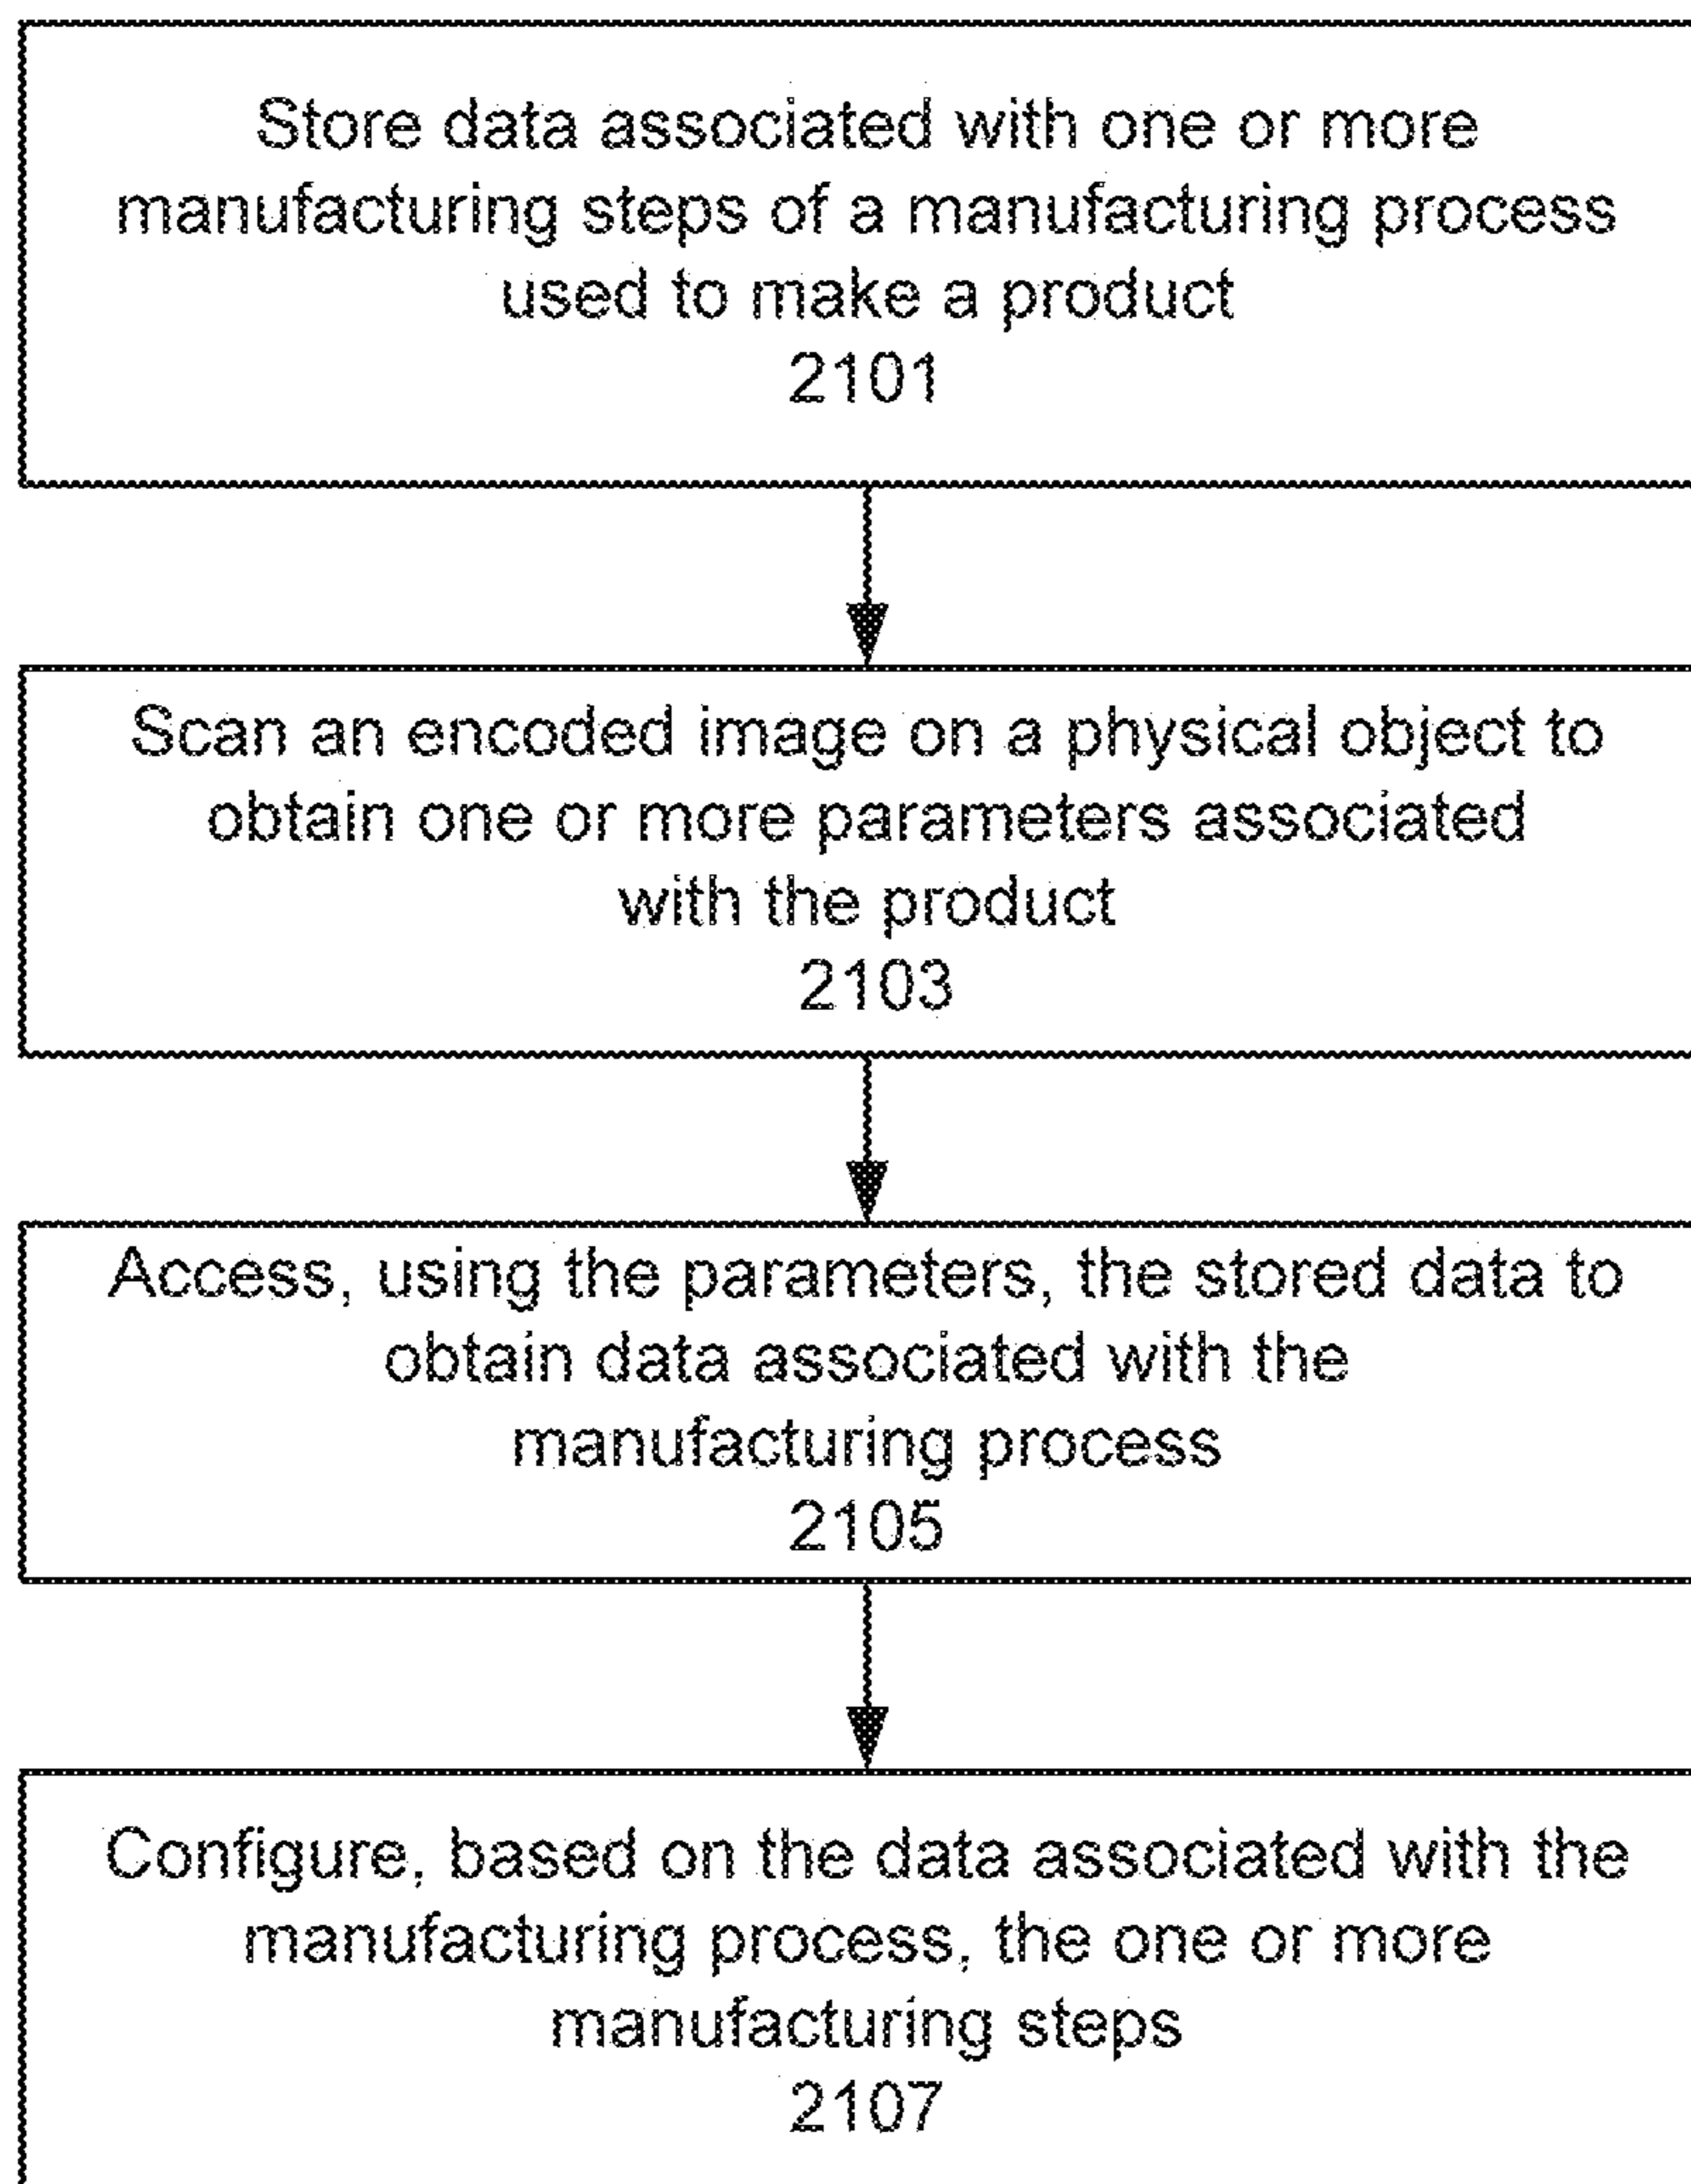 Store data associated with one or more
manufacturing steps of a manufacturing process
used to make a product
2101
Scan an encoded image on a physical object to
obtain one or more parameters associated
with the product
2103
Access, using the parameters, the stored data to
obtain data associated with the
manufacturing process
2105
Configure, based on the data associated with the
manufacturing process, the one or more
manufacturing steps
2107